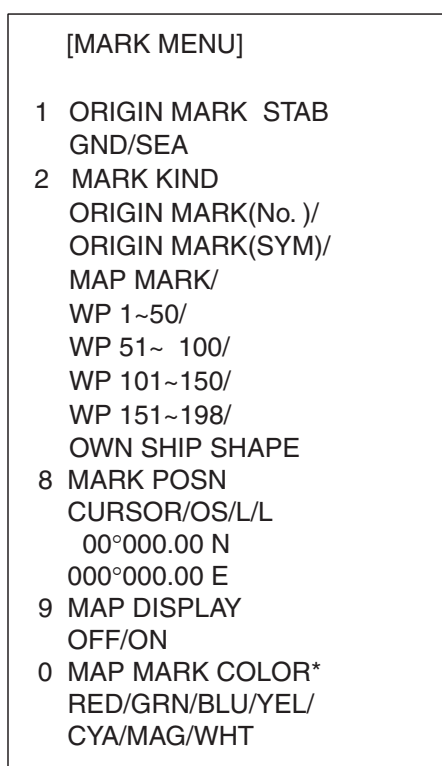 [MARK MENU]
1 ORIGIN MARK STAB
GND/SEA
2 MARK KIND
ORIGIN MARK(No. )/
ORIGIN MARK(SYM)/
MAP MARK/
WP 1~50/
WP 51~ 100/
WP 101~150/
WP 151~198/
OWN SHIP SHAPE
8 MARK POSN
CURSOR/OS/L/L
00°000.00 N
000°000.00 E
9 MAP DISPLAY
OFF/ON
0 MAP MARK COLOR*
RED/GRN/BLU/YEL/
CYA/MAG/WHT